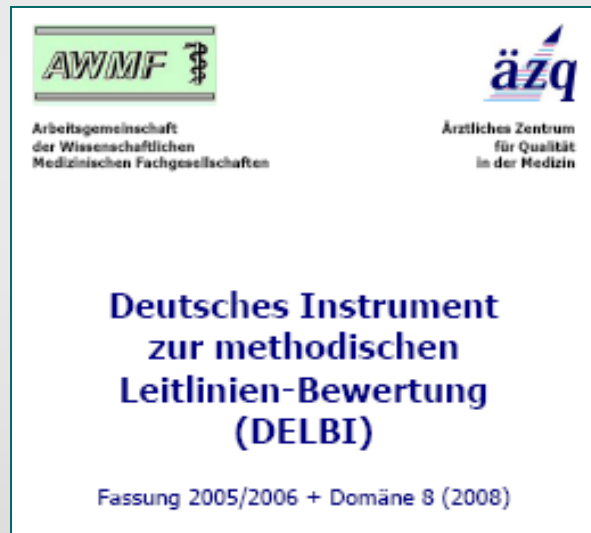 AWMF
äzq
Arbeitsgemeinschaft
der Wissenschaftlichen
Medizinischen Fachgesellschaften
Ärztliches Zentrum
für Qualität
in der Medizin
Deutsches Instrument
zur methodischen
Leitlinien-Bewertung
(DELBI)
Fassung 2005/2006 + Domäne 8 (2008)